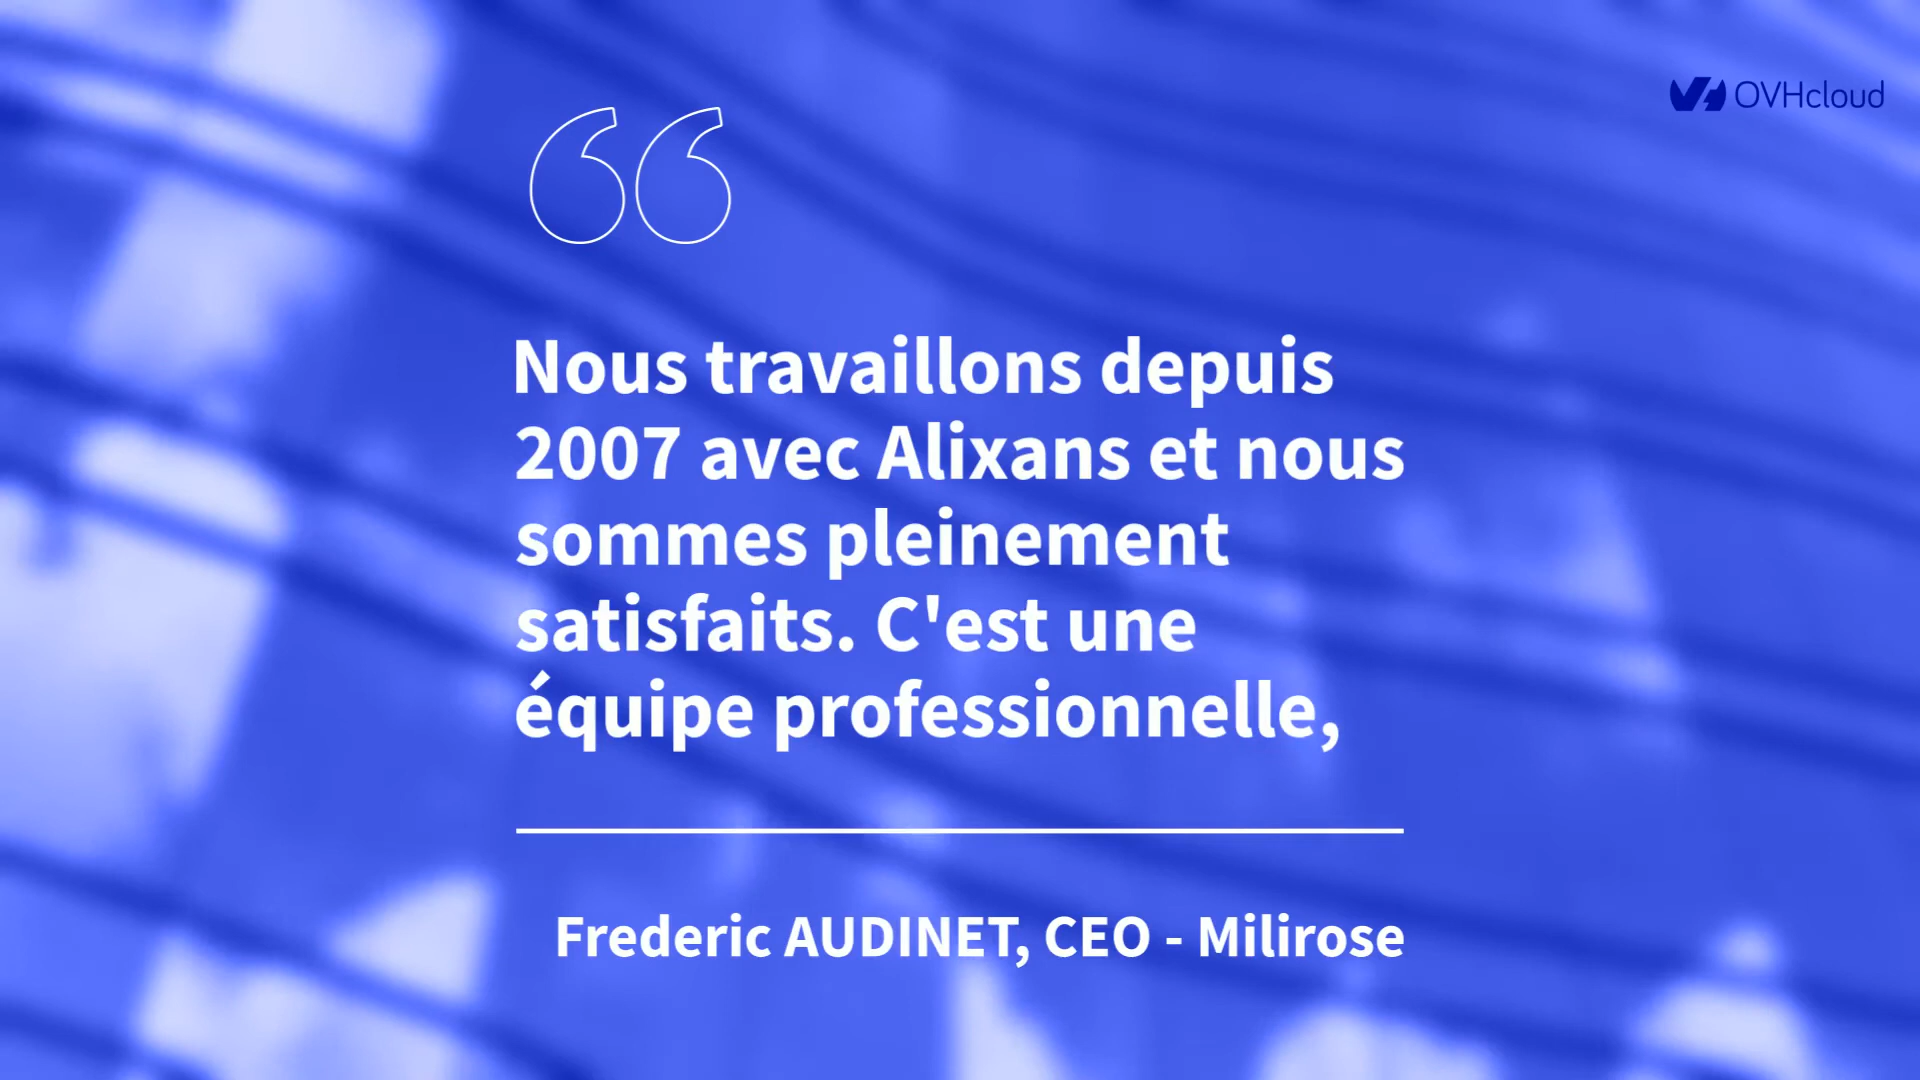 OVHcloud
Nous travaillons depuis
2007 avec Alixans et nous
sommes pleinement
satisfaits. C'est une
équipe professionnelle,
Frederic AUDINET, CEO - Milirose